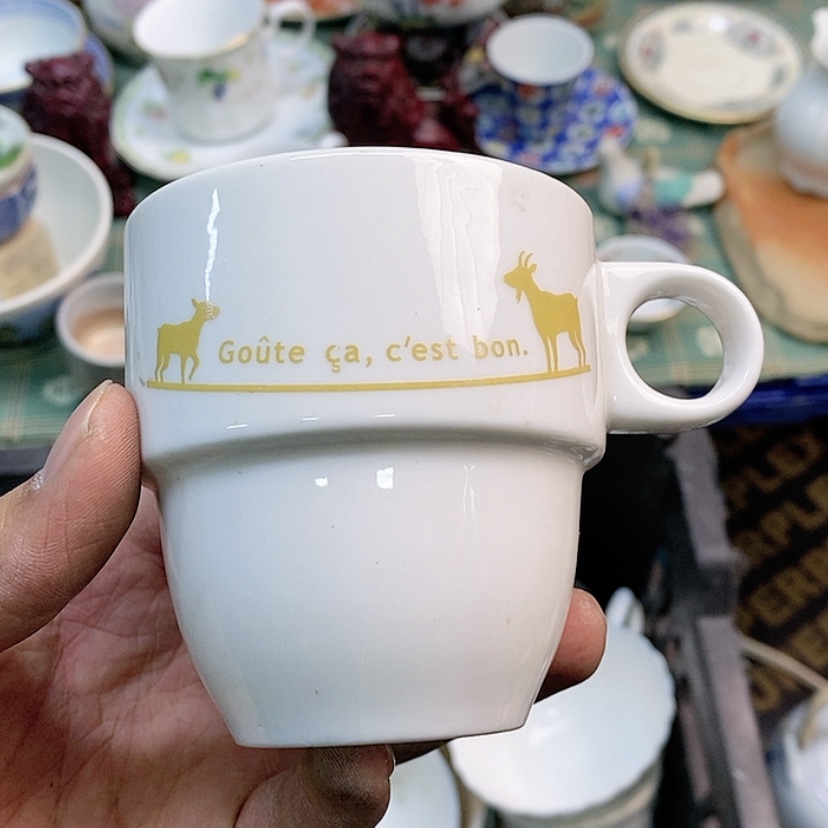 Goûte ça, c'est bon.